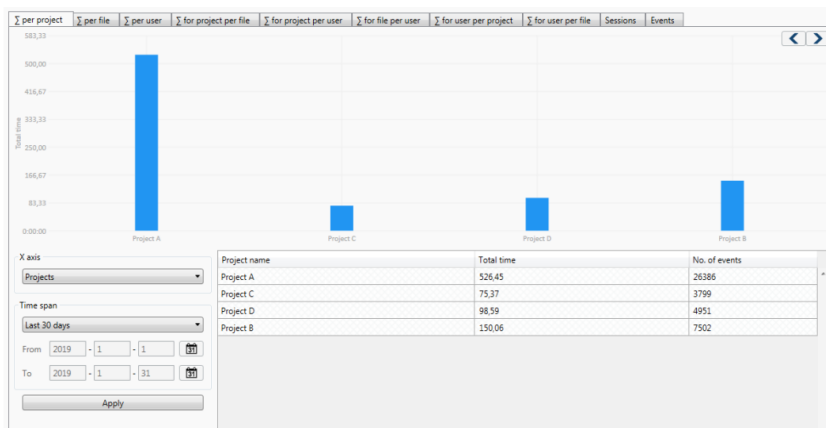 ∑ per project ∑ per file ∑ per user ∑ for project per file ∑ for project per user ∑ for file per user ∑ for user per project ∑ for user per file Sessions Events
583,33
500,00
416,67
333,33
250,00
166,67
83,33
0:00:00
Total time
Project A Project C Project D Project B
X axis
Projects
Time span
Last 30 days
From 2019 - 1 - 1 31
To 2019 - 1 - 31 31
Apply
Project name Total time No. of events
Project A 526,45 26386
Project C 75,37 3799
Project D 98,59 4951
Project B 150,06 7502